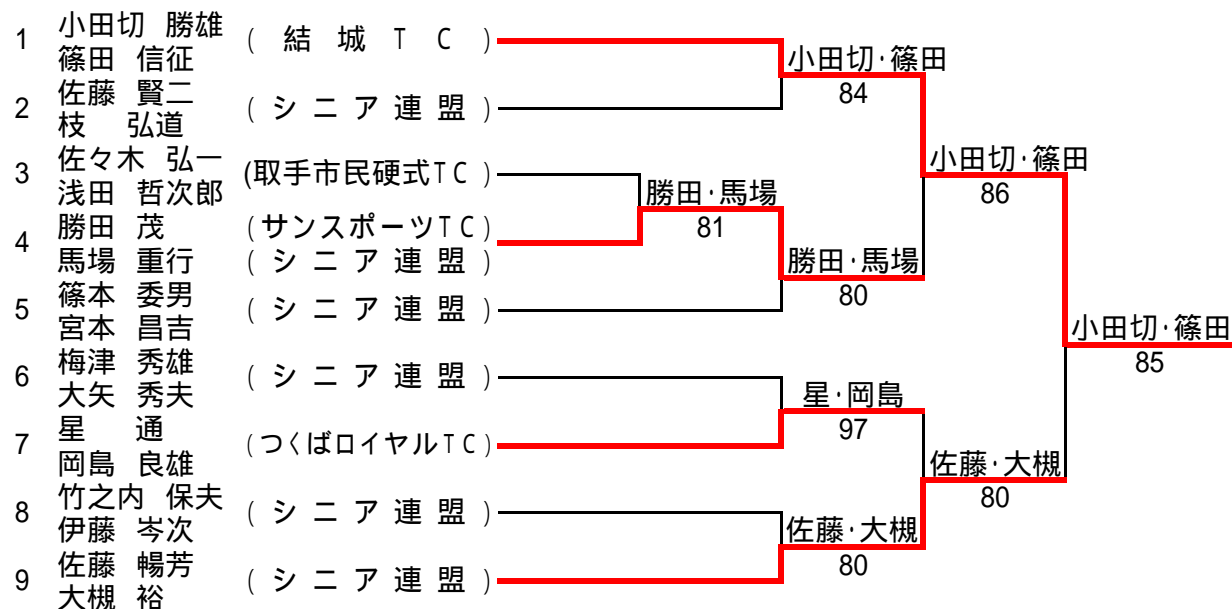 1 小田切 勝雄 (結城TC)
篠田 信征
2 佐藤 賢二 (シニア連盟)
枝 弘道
3 佐々木 弘一 (取手市民硬式TC)
浅田 哲次郎
4 勝田 茂 (サンスポーツTC)
馬場 重行 (シニア連盟)
5 篠本 委男 (シニア連盟)
宮本 昌吉
6 梅津 秀雄 (シニア連盟)
大矢 秀夫
7 星 通 (つくばロイヤルTC)
岡島 良雄
8 竹之内 保夫 (シニア連盟)
伊藤 岑次
9 佐藤 暢芳 (シニア連盟)
大槻 裕
勝田・馬場
81
小田切・篠田
84
勝田・馬場
80
星・岡島
97
佐藤・大槻
80
小田切・篠田
86
佐藤・大槻
80
小田切・篠田
85